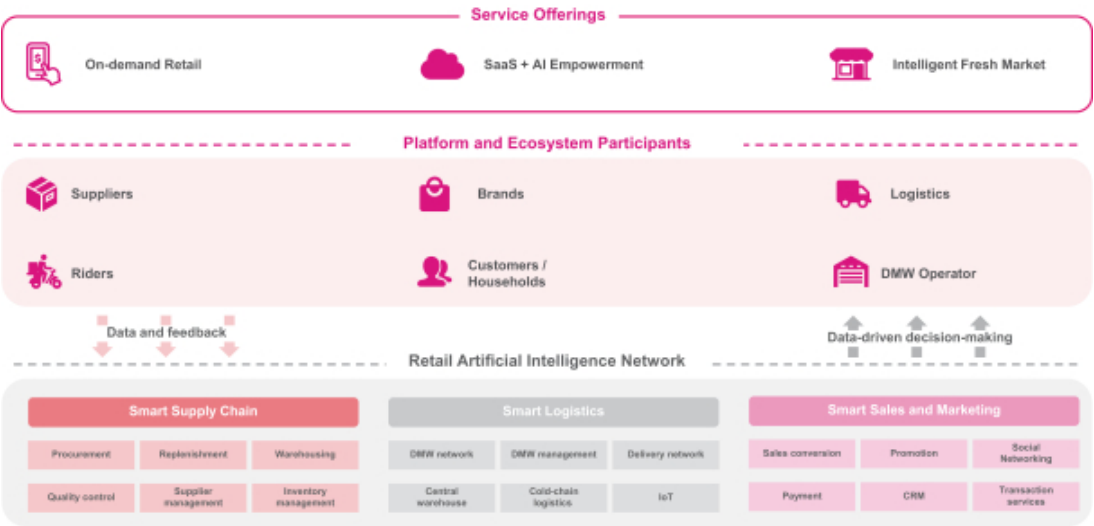 Service Offerings
On-demand Retail
SaaS + AI Empowerment
Intelligent Fresh Market
Platform and Ecosystem Participants
Suppliers
Brands
Logistics
Riders
Customers /
Households
DMW Operator
Data and feedback
Data-driven decision-making
Retail Artificial Intelligence Network
Smart Supply Chain
Smart Logistics
Smart Sales and Marketing
Procurement
Replenishment
Warehousing
DMW network
DMW management
Delivery network
Sales conversion
Promotion
Social
Networking
Quality control
Supplier
management
Inventory
management
Central
warehouse
Cold-chain
logistics
IoT
Payment
CRM
Transaction
services